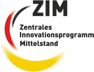 ZIM
Zentrales
Innovationsprogramm
Mittelstand